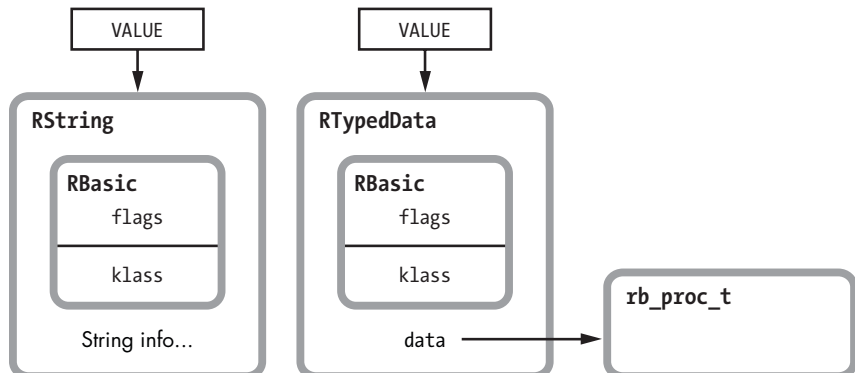 VALUE
VALUE
RString
RBasic
flags
klass
String info...
RTypedData
RBasic
flags
klass
data
rb_proc_t